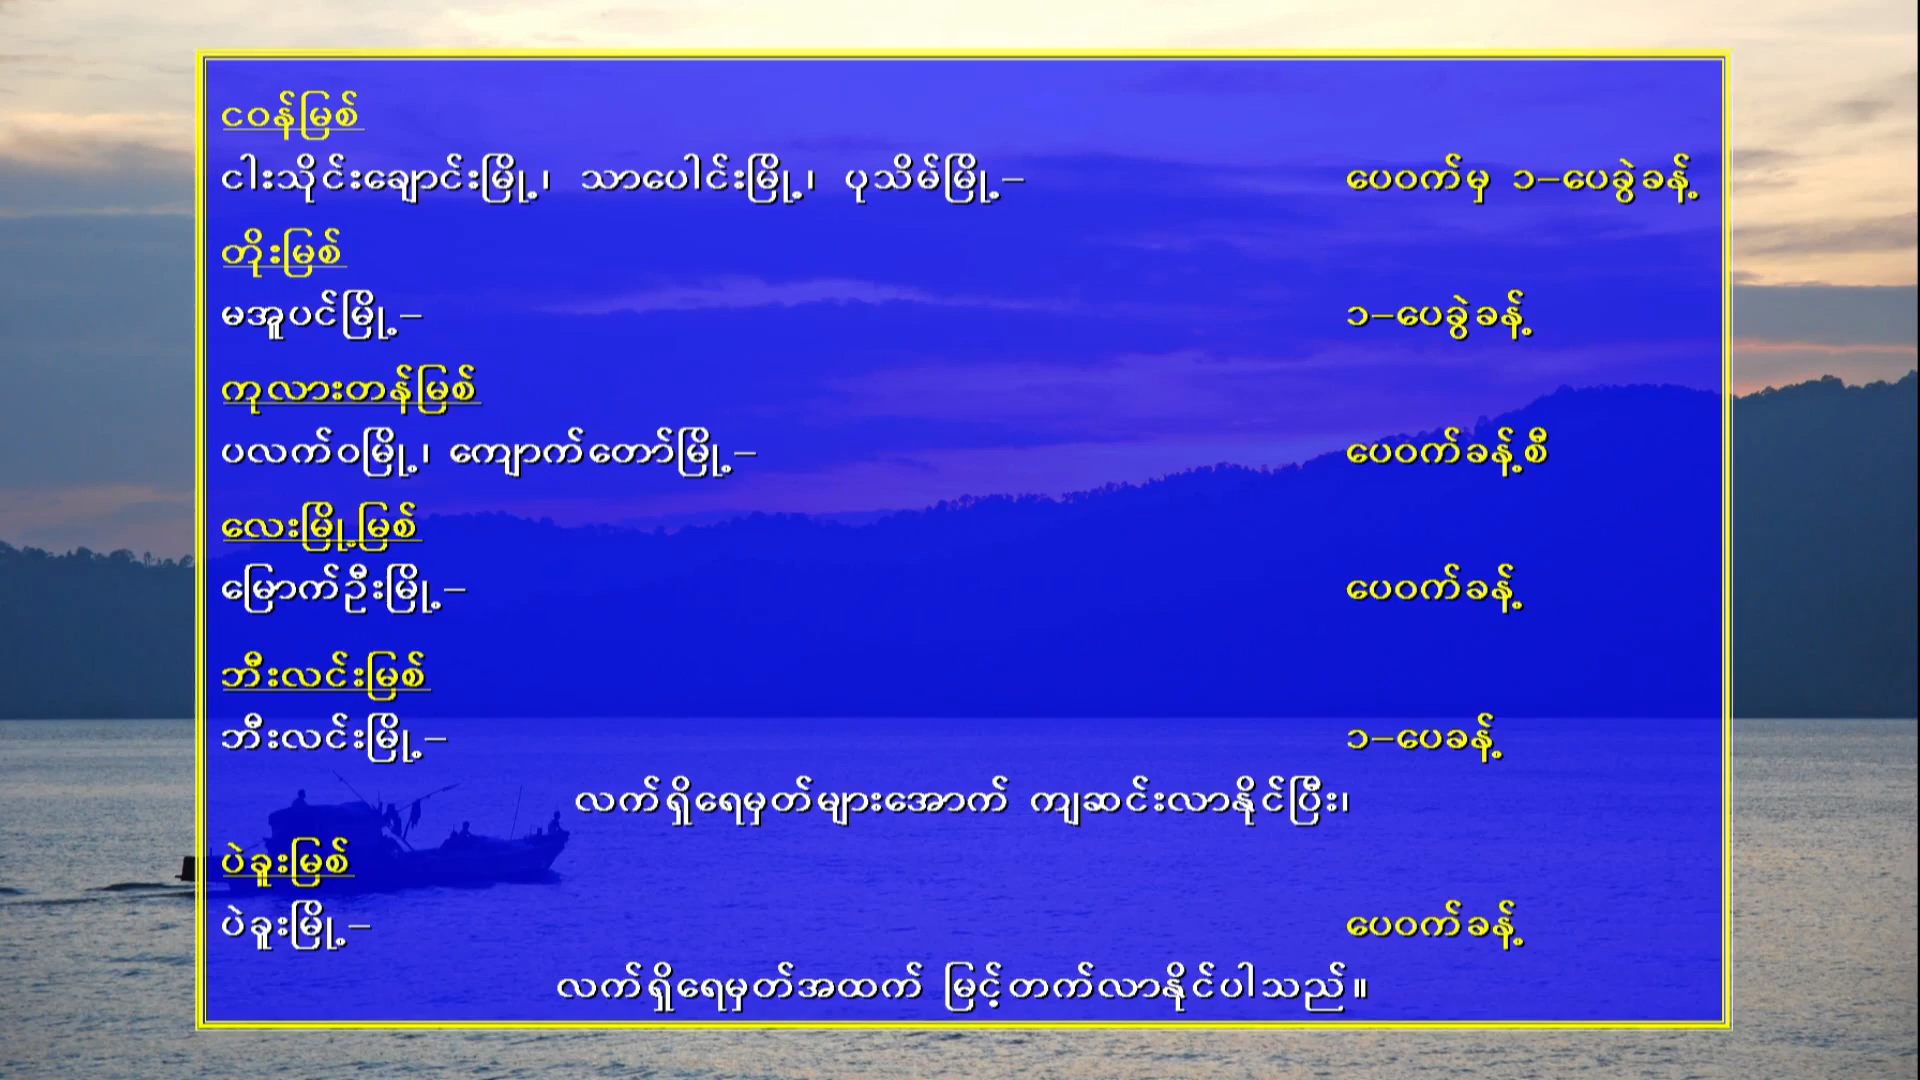 ငဝန်မြစ်
ငါးသိုင်းချောင်းမြို့၊ သာပေါင်းမြို့၊ ပုသိမ်မြို့– ပေဝက်မှ ၁–ပေခွဲခန့်
တိုးမြစ်
မအူပင်မြို့– ၁–ပေခွဲခန့်
ကုလားတန်မြစ်
ပလက်ဝမြို့၊ ကျောက်တော်မြို့– ပေဝက်ခန့်စီ
လေးမြို့မြစ်
မြောက်ဦးမြို့– ပေဝက်ခန့်
ဘီးလင်းမြစ်
ဘီးလင်းမြို့– ၁–ပေခန့်
လက်ရှိရေမှတ်များအောက် ကျဆင်းလာနိုင်ပြီး၊
ပဲခူးမြစ်
ပဲခူးမြို့– ပေဝက်ခန့်
လက်ရှိရေမှတ်အထက် မြင့်တက်လာနိုင်ပါသည်။